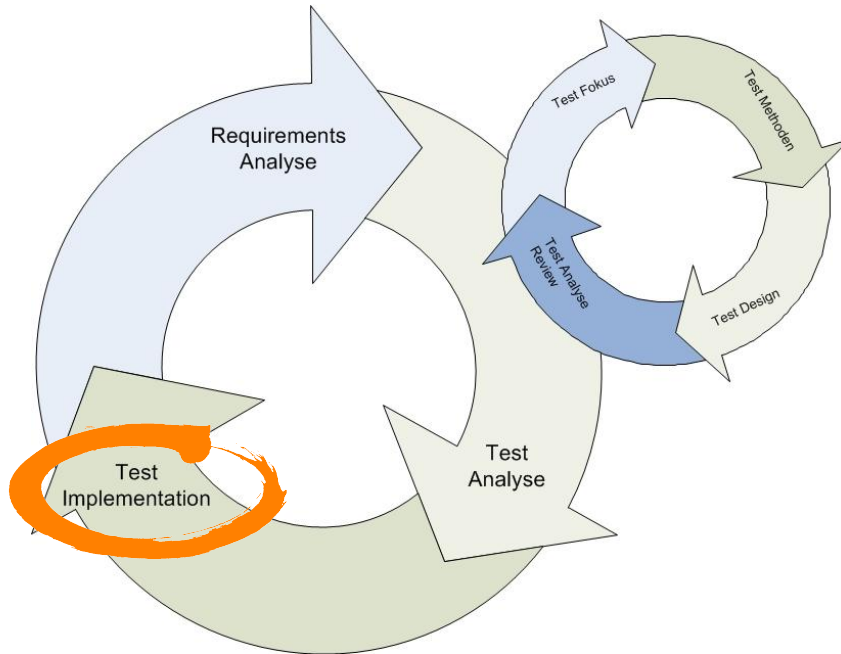 Requirements
Analyse
Test
Analyse
Test
Implementation
Test Fokus
Test Methoden
Test Design
Test Analyse
Review